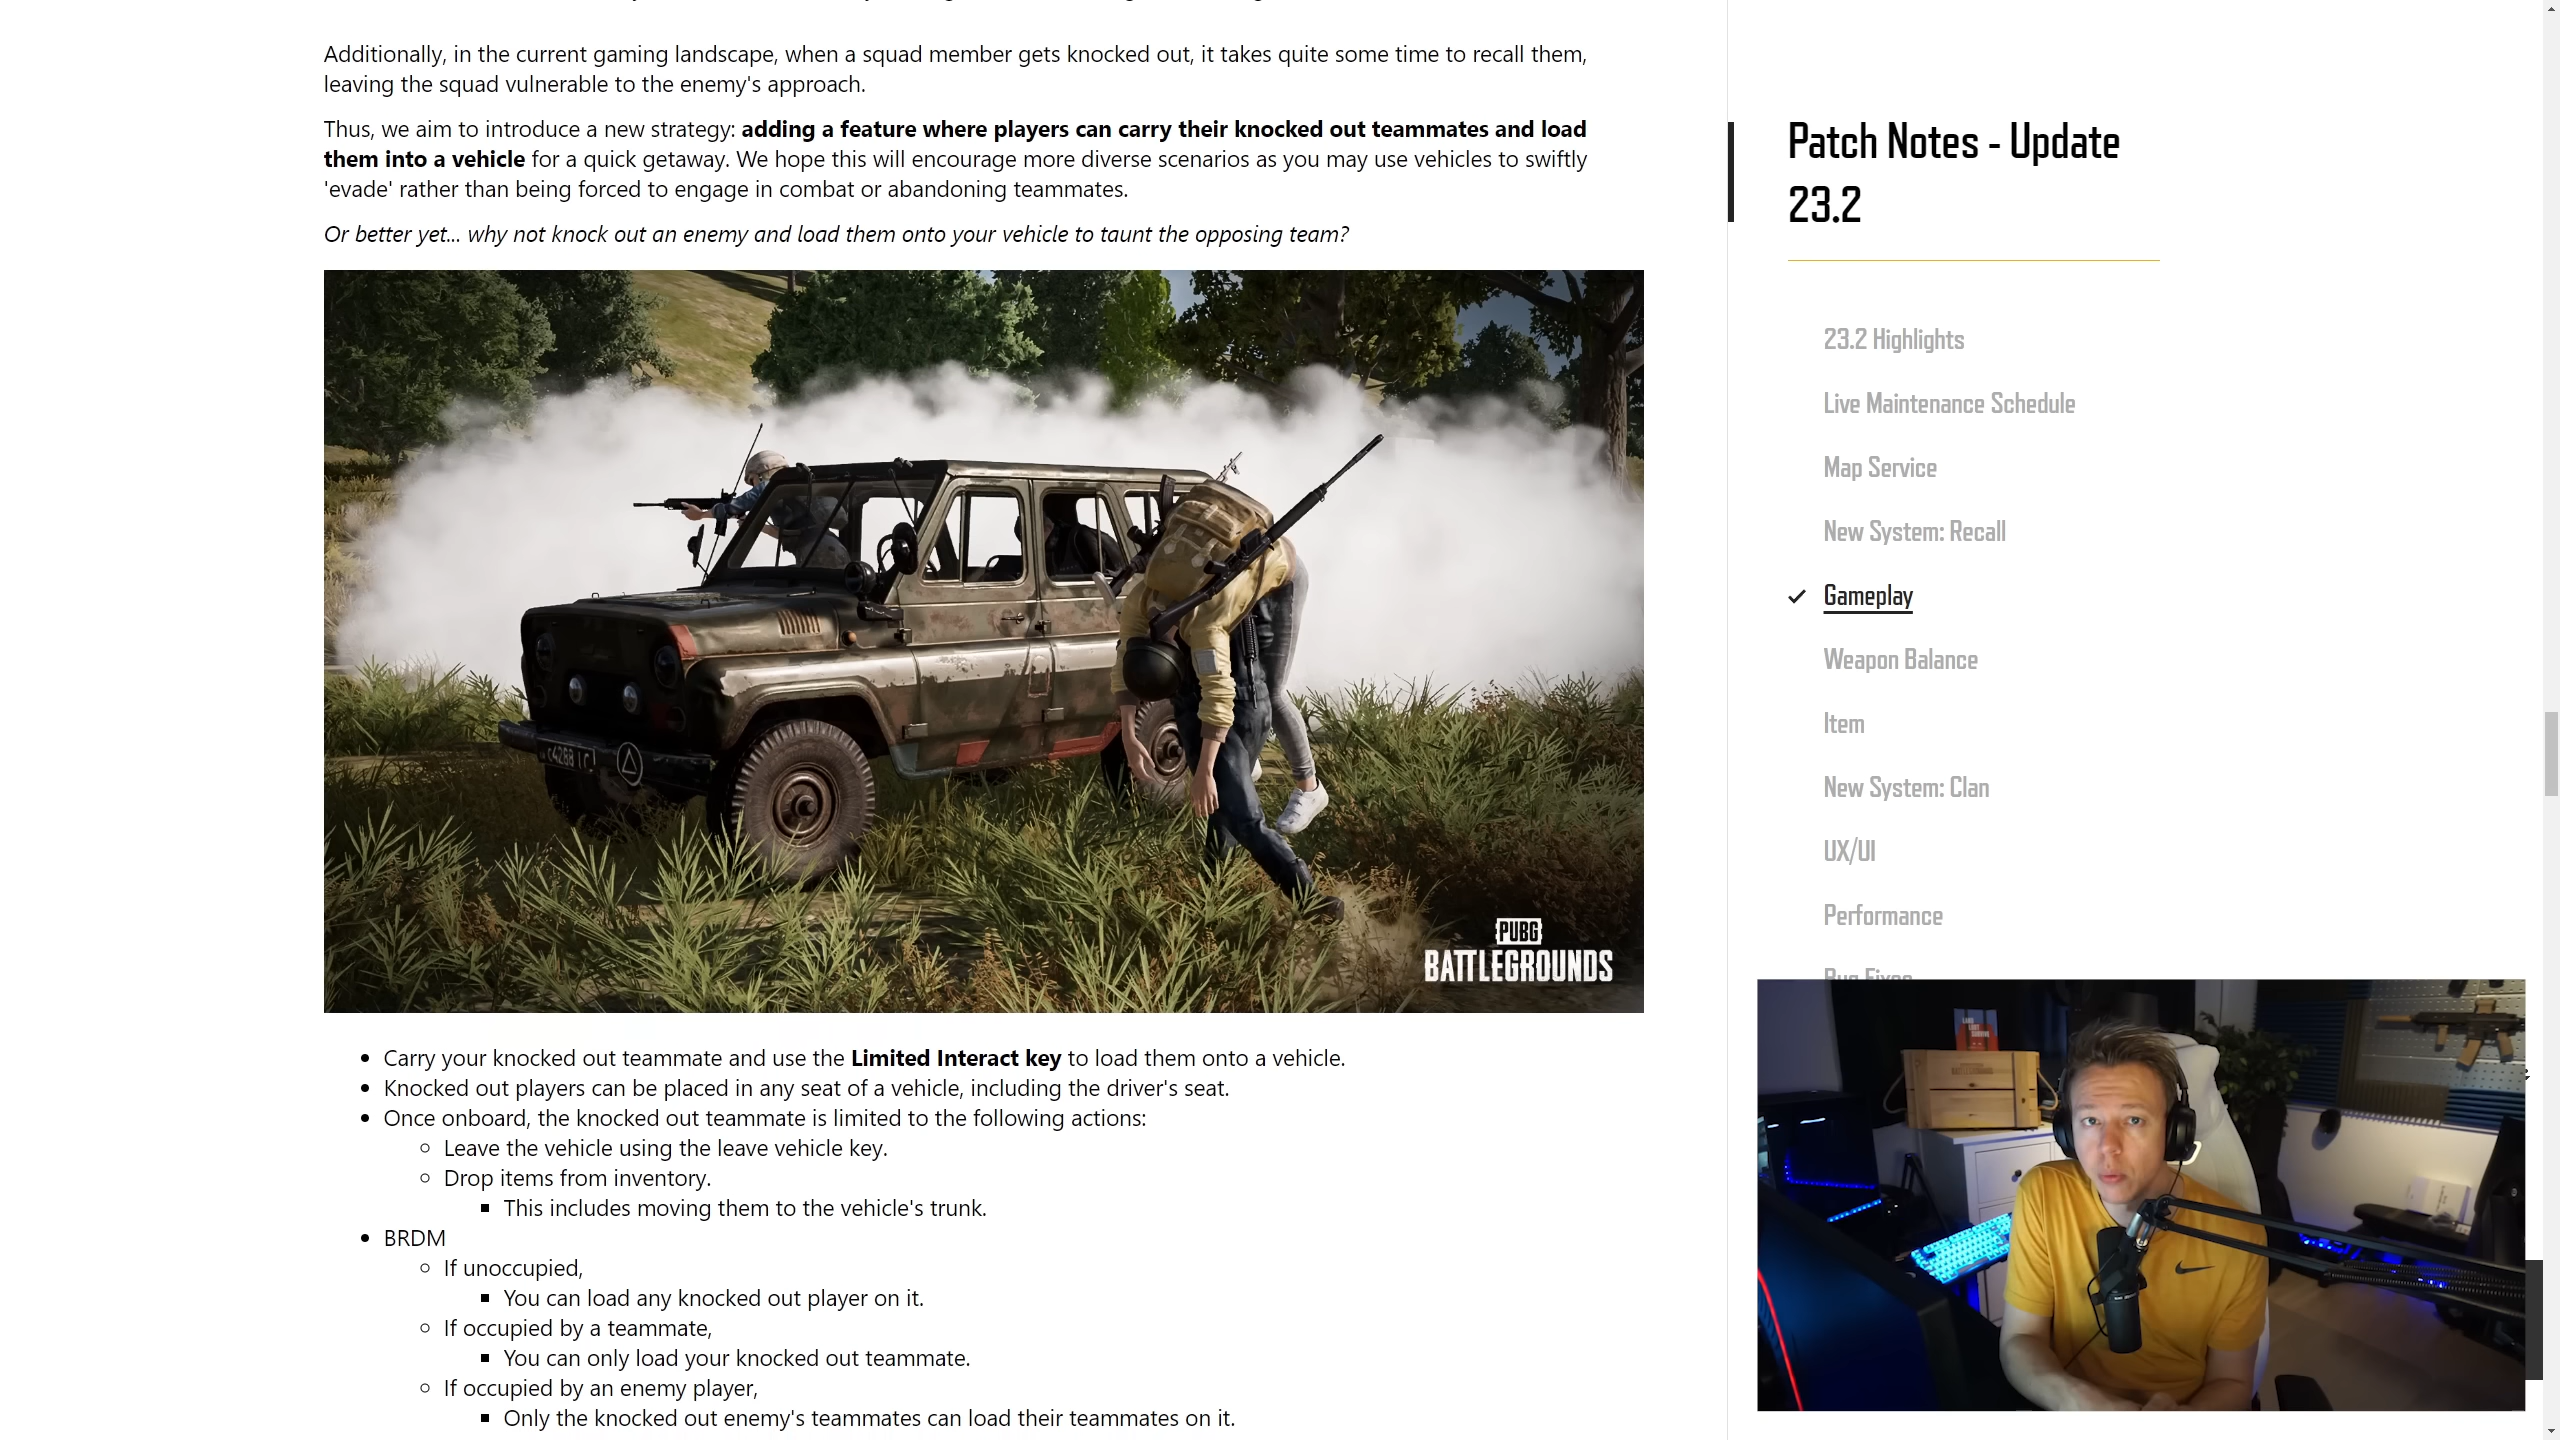 Additionally, in the current gaming landscape, when a squad member gets knocked out, it takes quite some time to recall them,
leaving the squad vulnerable to the enemy's approach.
Thus, we aim to introduce a new strategy: adding a feature where players can carry their knocked out teammates and load
them into a vehicle for a quick getaway. We hope this will encourage more diverse scenarios as you may use vehicles to swiftly
'evade' rather than being forced to engage in combat or abandoning teammates.
Or better yet... why not knock out an enemy and load them onto your vehicle to taunt the opposing team?
PUBG
BATTLEGROUNDS
Carry your knocked out teammate and use the Limited Interact key to load them onto a vehicle.
Knocked out players can be placed in any seat of a vehicle, including the driver's seat.
Once onboard, the knocked out teammate is limited to the following actions:
Leave the vehicle using the leave vehicle key.
Drop items from inventory.
This includes moving them to the vehicle's trunk.
BRDM
If unoccupied,
You can load any knocked out player on it.
If occupied by a teammate,
You can only load your knocked out teammate.
If occupied by an enemy player,
Only the knocked out enemy's teammates can load their teammates on it.
Patch Notes - Update
23.2
23.2 Highlights
Live Maintenance Schedule
Map Service
New System: Recall
Gameplay
Weapon Balance
Item
New System: Clan
UX/UI
Performance
Bug Fixes